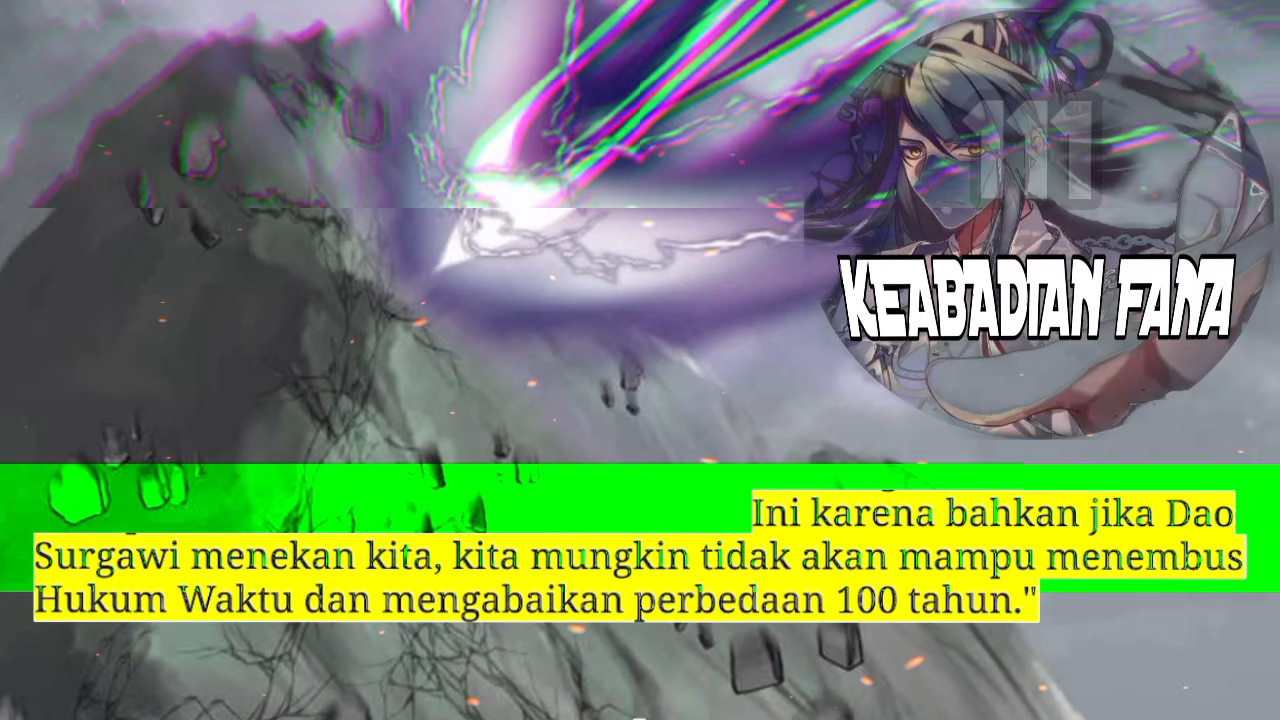 111
KEABADIAN FANA
Ini karena bahkan jika Dao
Surgawi menekan kita, kita mungkin tidak akan mampu menembus
Hukum Waktu dan mengabaikan perbedaan 100 tahun."